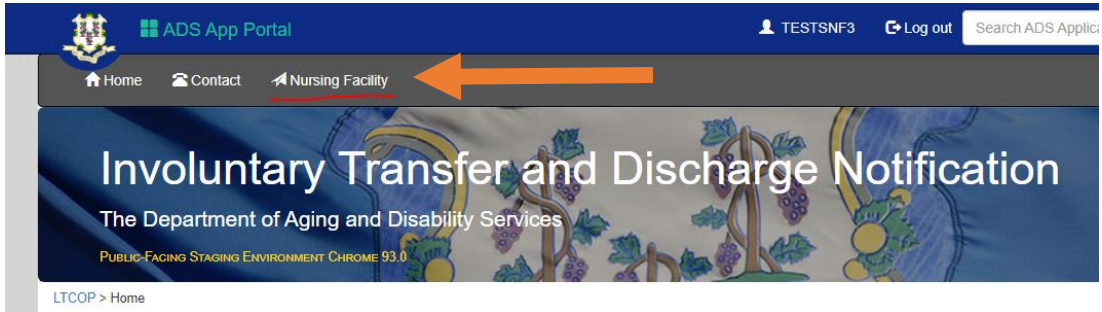 ADS App Portal
TESTSNF3
Log out
Search ADS Applica
Home
Contact
Nursing Facility
Involuntary Transfer and Discharge Notification
The Department of Aging and Disability Services
PUBLIC-FACING STAGING ENVIRONMENT CHROME 93.0
LTCOP > Home